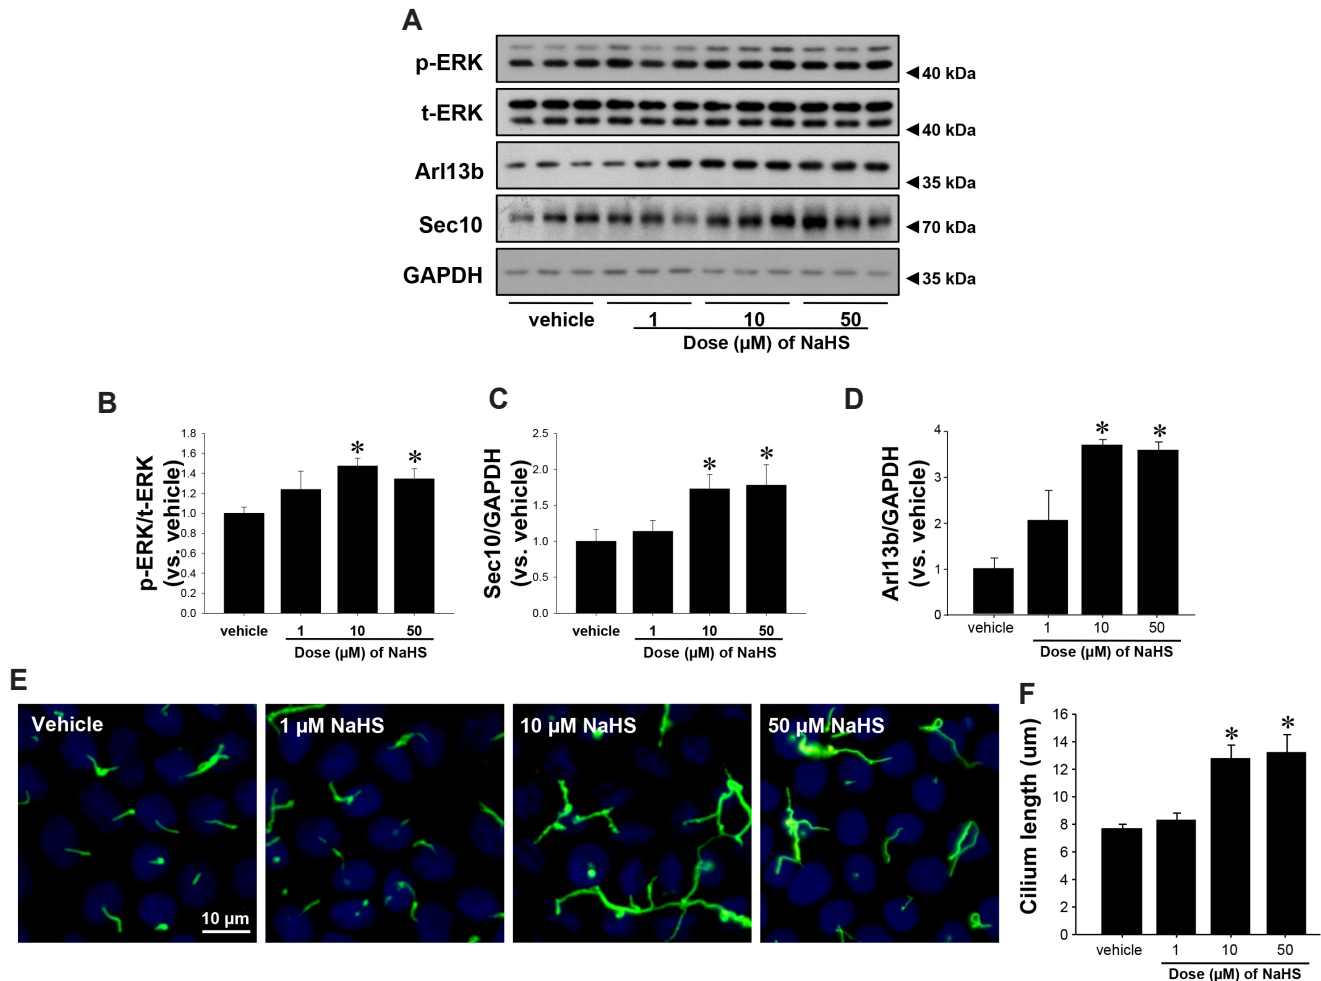 A
p-ERK
◄40 kDa
t-ERK
◄40 kDa
Arl13b
◄35 kDa
Sec10
◄70 kDa
GAPDH
◄35 kDa
vehicle 1 10 50
Dose (µM) of NaHS
B
p-ERK/t-ERK
(vs. vehicle)
1.8
1.6
1.4
1.2
1.0
0.8
0.6
0.4
0.2
0.0
* *
vehicle 1 10 50
Dose (µM) of NaHS
C
Sec10/GAPDH
(vs. vehicle)
2.5
2.0
1.5
1.0
0.5
0.0
* *
vehicle 1 10 50
Dose (µM) of NaHS
D
Arl13b/GAPDH
(vs. vehicle)
4
3
2
1
0
* *
vehicle 1 10 50
Dose (µM) of NaHS
E
Vehicle
10 µm
1 µM NaHS
10 µM NaHS
50 µM NaHS
F
Cilium length (um)
16
14
12
10
8
6
4
2
0
* *
vehicle 1 10 50
Dose (µM) of NaHS